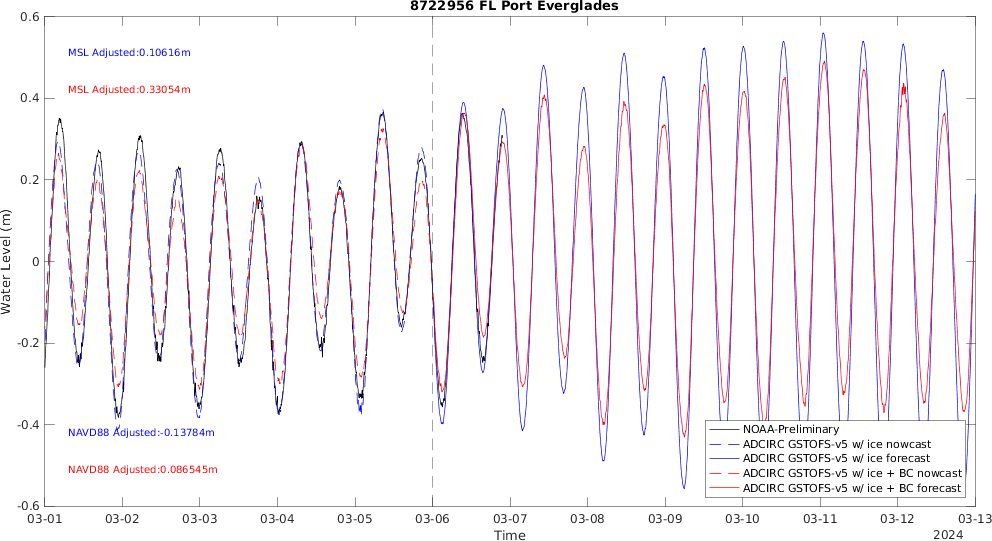 8722956 FL Port Everglades
0.6
MSL Adjusted:0.10616m
MSL Adjusted:0.33054m
0.4
0.2
Water Level (m)
0
-0.2
-0.4
NAVD88 Adjusted:-0.13784m
NAVD88 Adjusted:0.086545m
NOAA-Preliminary
ADCIRC GSTOFS-v5 w/ ice nowcast
ADCIRC GSTOFS-v5 w/ ice forecast
ADCIRC GSTOFS-v5 w/ ice + BC nowcast
ADCIRC GSTOFS-v5 w/ ice + BC forecast
-0.6
03-01 03-02 03-03 03-04 03-05 03-06 03-07 03-08 03-09 03-10 03-11 03-12 03-13
Time
2024